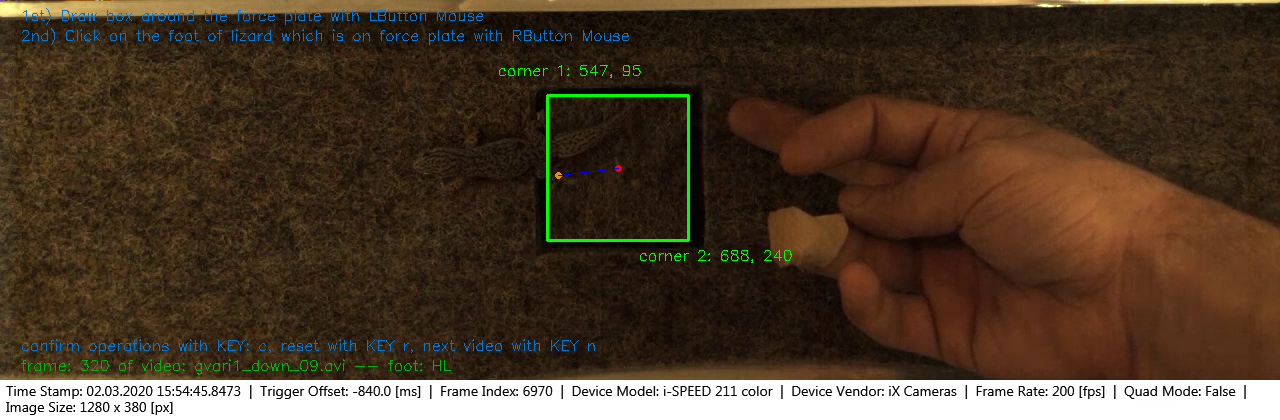 1st) Draw box around the force plate with LButton Mouse
2nd) Click on the foot of lizard which is on force plate with RButton Mouse
corner 1: 547, 95
corner 2: 688, 240
confirm operations with KEY: c, reset with KEY r, next video with KEY n
frame: 320 of video: gvari1_down_09.avi -- foot: HL
Time Stamp: 02.03.2020 15:54:45.8473 | Trigger Offset: -840.0 [ms] | Frame Index: 6970 | Device Model: i-SPEED 211 color | Device Vendor: iX Cameras | Frame Rate: 200 [fps] | Quad Mode: False |
Image Size: 1280 x 380 [px]